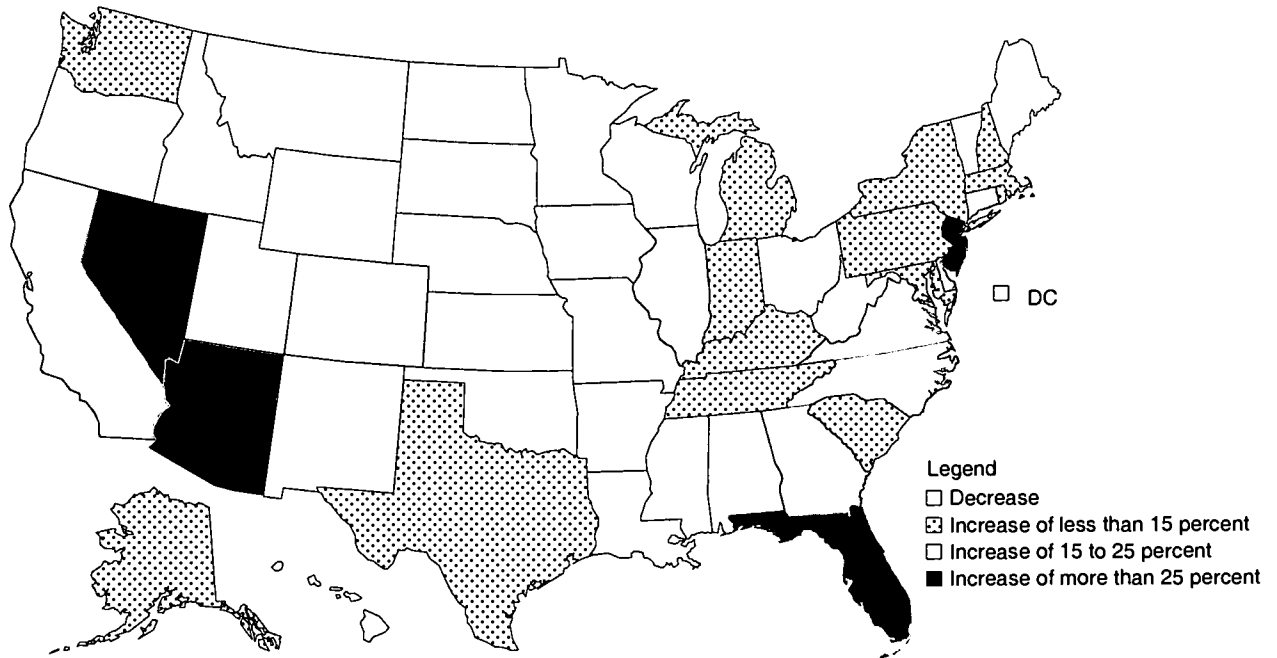 DC
Legend
Decrease
Increase of less than 15 percent
Increase of 15 to 25 percent
Increase of more than 25 percent